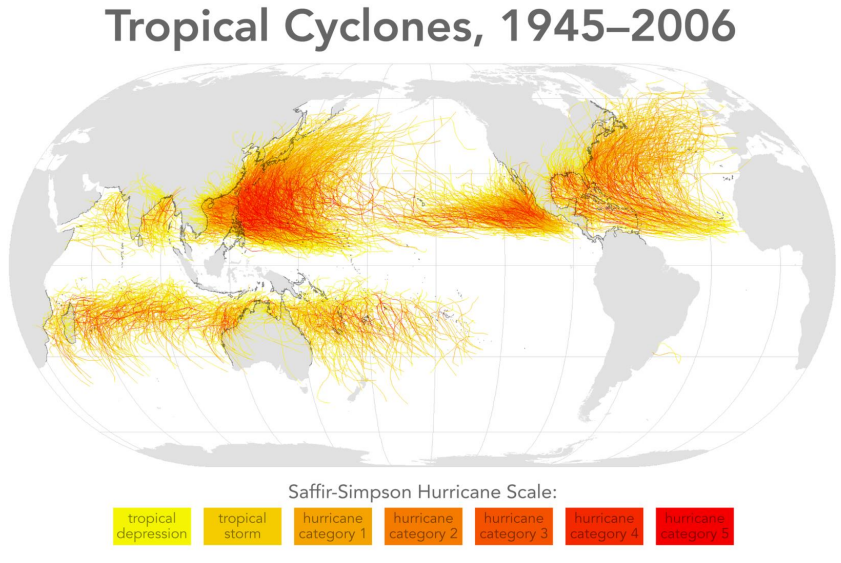 Tropical Cyclones, 1945–2006
Saffir-Simpson Hurricane Scale:
tropical
depression
tropical
storm
hurricane
category 1
hurricane
category 2
hurricane
category 3
hurricane
category 4
hurricane
category 5